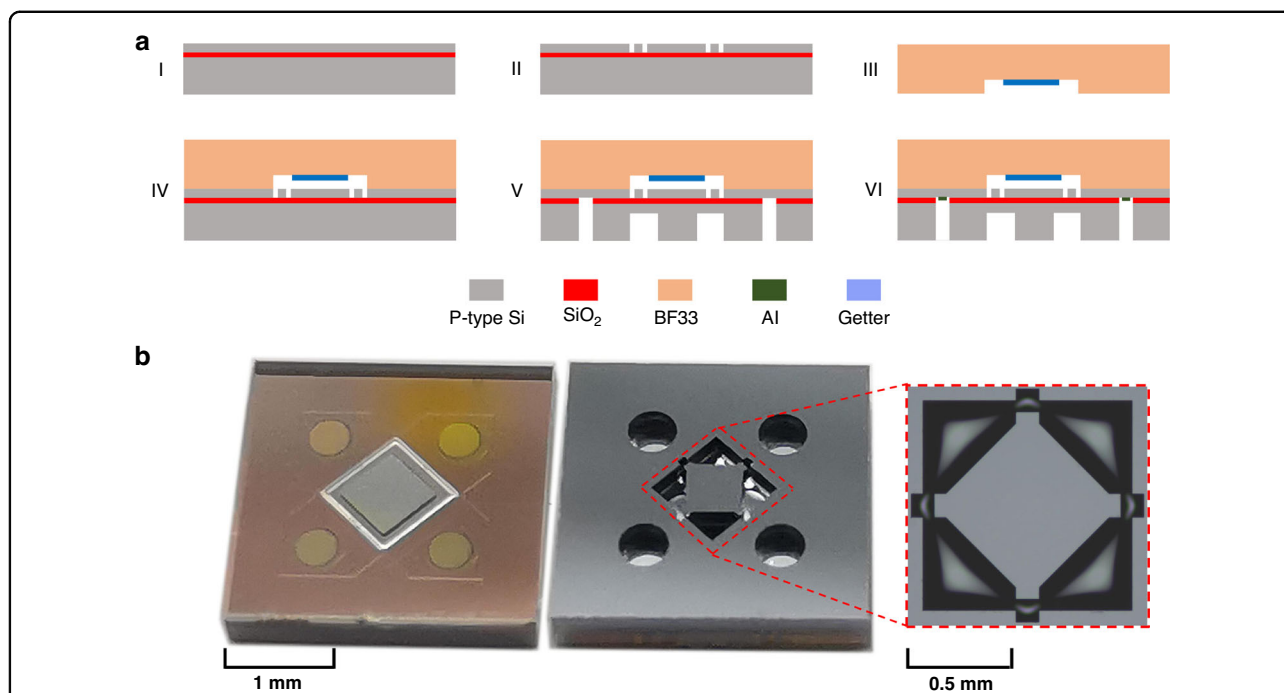 a
I
II
III
IV
V
VI
P-type Si
SiO₂
BF33
Al
Getter
b
1 mm
0.5 mm